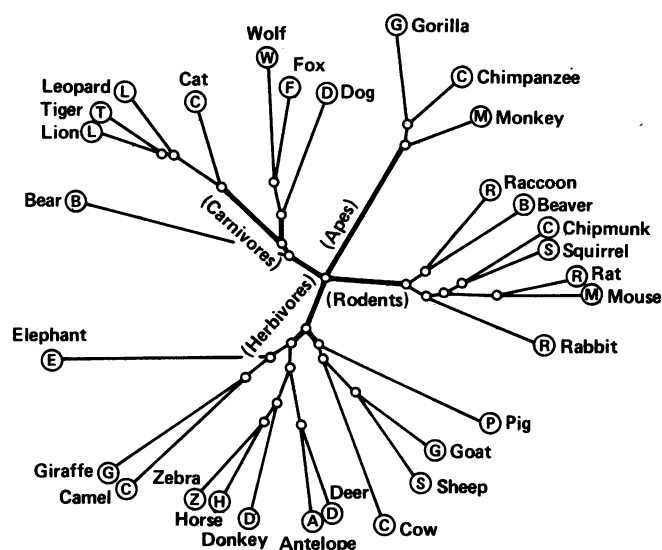 G Gorilla
Wolf
W
Fox
F
Cat
C
Leopard L
D Dog
Tiger T
Lion L
C Chimpanzee
M Monkey
Bear B
(Carnivores)
(Apes)
Raccoon
R
Beaver
B
C Chipmunk
S Squirrel
R Rat
M Mouse
(Herbivores)
(Rodents)
R Rabbit
Elephant
E
P Pig
G Goat
Giraffe G
Camel C
Zebra
Z
Horse
H
Donkey
D
Antelope
A
Deer
D
S Sheep
C Cow